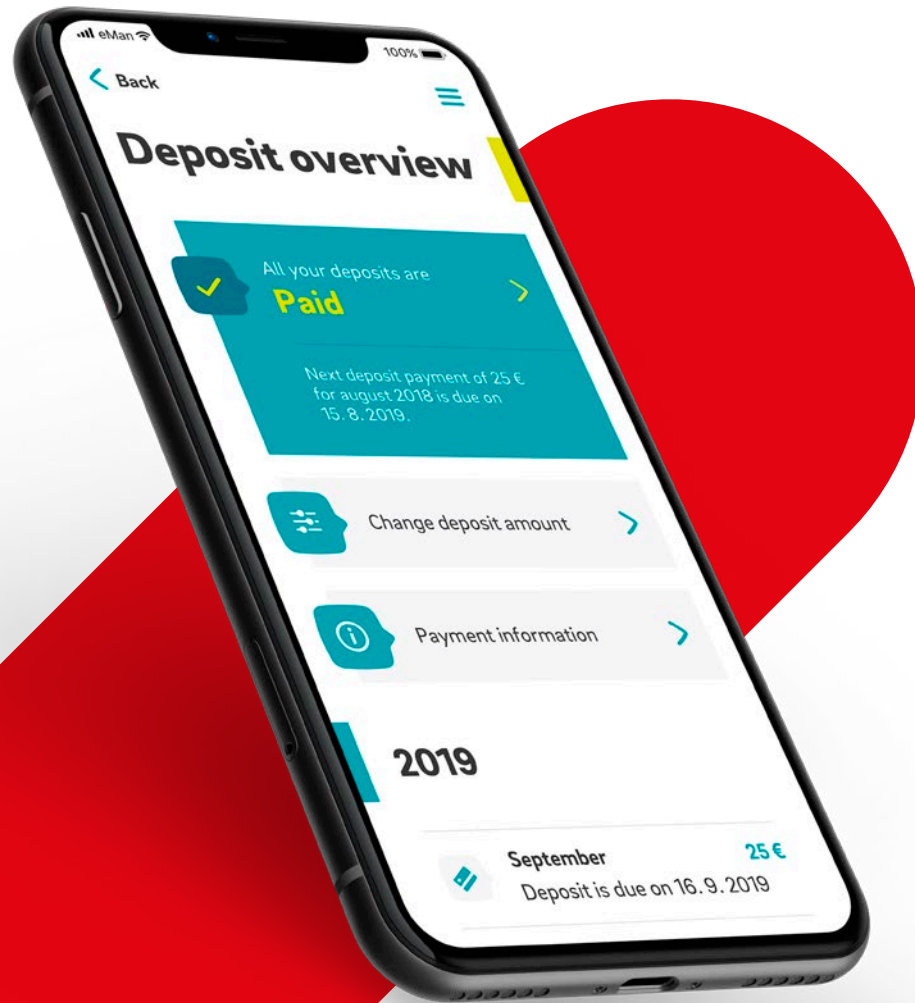 eMan 100%
Back
Deposit overview
All your deposits are
Paid
Next deposit payment of 25 €
for august 2018 is due on
15. 8. 2019.
Change deposit amount
Payment information
2019
September 25 €
Deposit is due on 16. 9. 2019